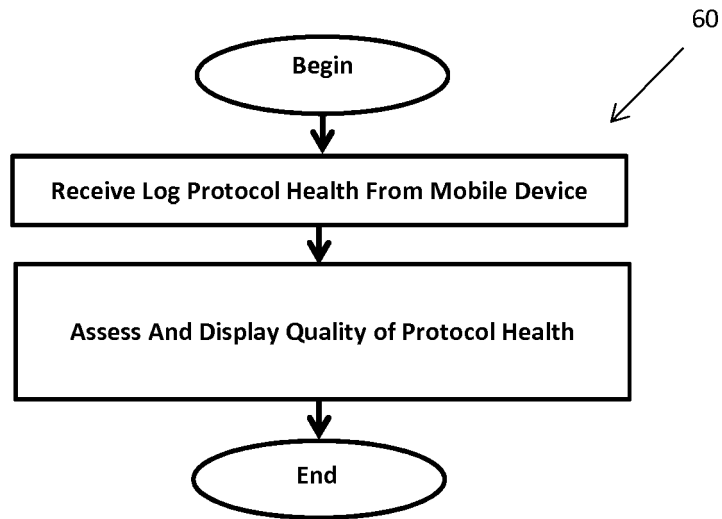 60
Begin
Receive Log Protocol Health From Mobile Device
Assess And Display Quality of Protocol Health
End